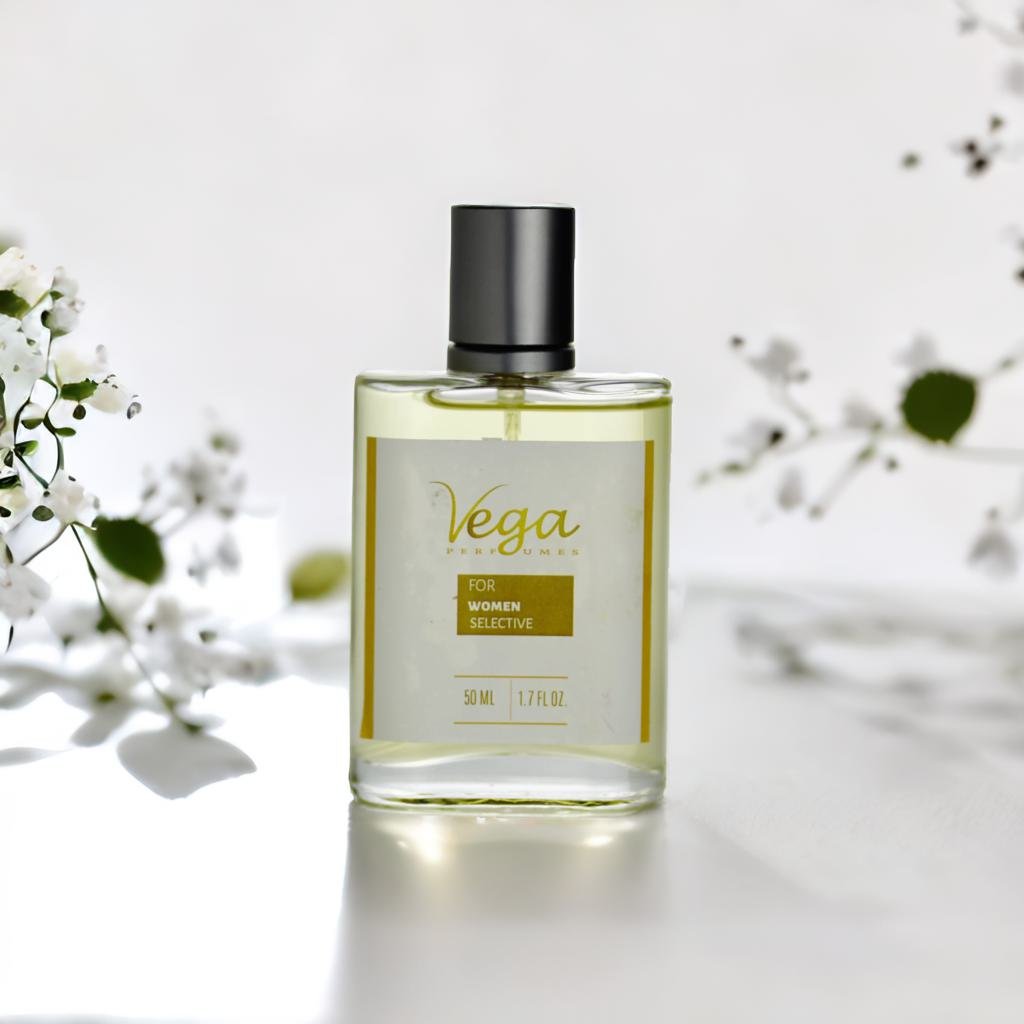 Vega
PERFUMES
FOR
WOMEN
SELECTIVE
50 ML 1.7 FL OZ.